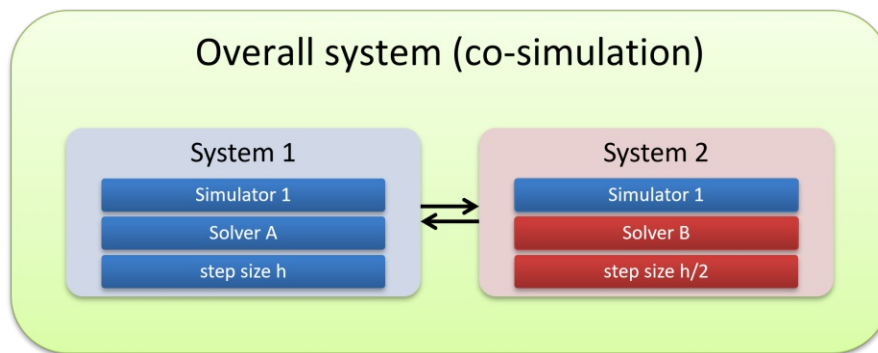 Overall system (co-simulation)
System 1
Simulator 1
Solver A
step size h
System 2
Simulator 1
Solver B
step size h/2